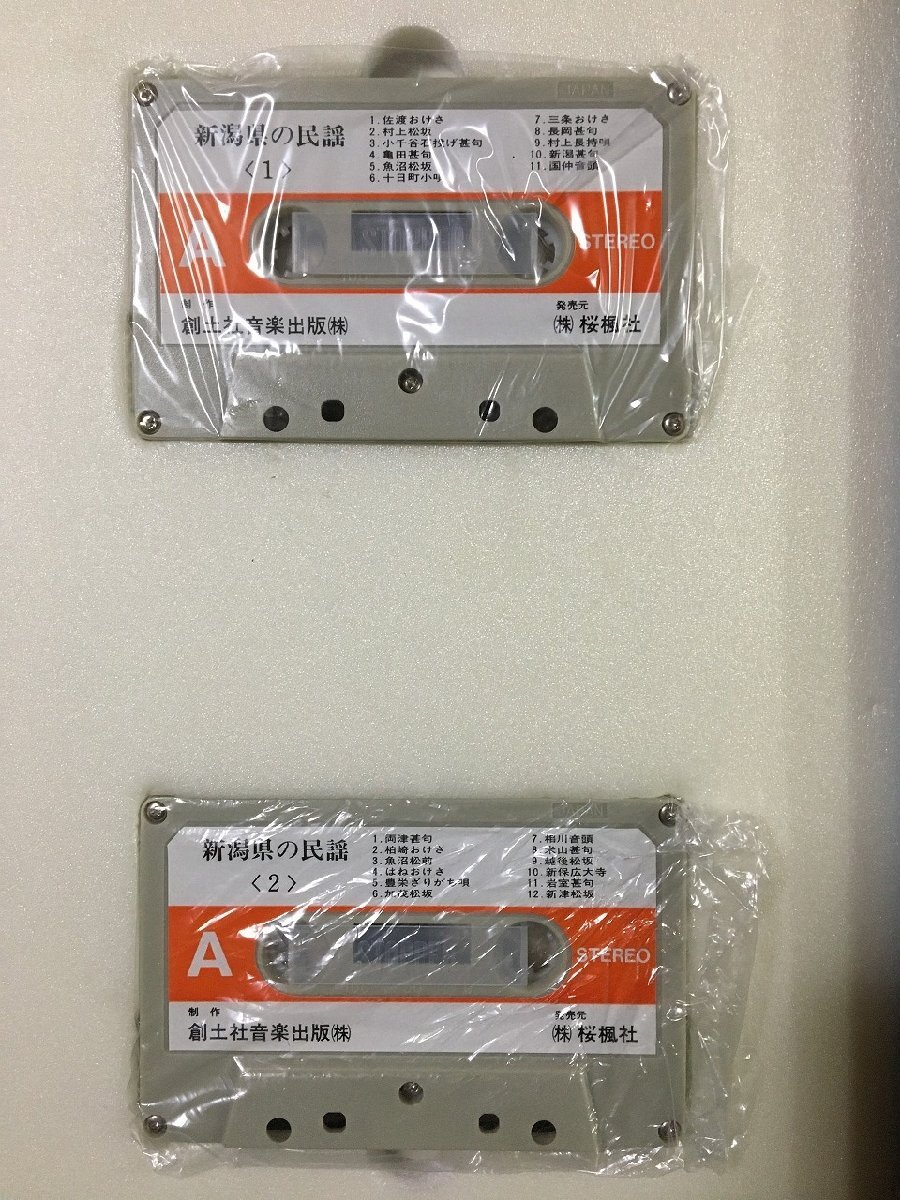 JAPAN
新潟県の民謡
〈1〉
1. 佐渡おけさ
2. 村上松坂
3. 小千谷石投げ甚句
4. 亀田甚句
5. 魚沼松坂
6. 十日町小唄
7. 三条おけさ
8. 長岡甚句
9. 村上長持唄
10. 新潟甚句
11. 国仲音頭
A
STEREO
制作
創土社音楽出版㈱
発売元
㈱桜楓社
新潟県の民謡
〈2〉
1. 両津甚句
2. 柏崎おけさ
3. 魚沼松前
4. はねおけさ
5. 豊栄ざりがち唄
6. 加茂松坂
7. 相川音頭
8. 米山甚句
9. 越後松坂
10. 新保広大寺
11. 岩室甚句
12. 新津松坂
A
STEREO
制作
創土社音楽出版㈱
発売元
㈱桜楓社